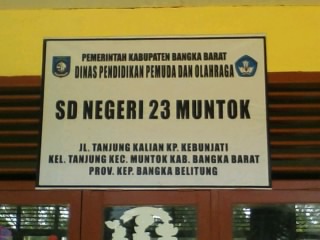 PEMERINTAH KABUPATEN BANGKA BARAT
DINAS PENDIDIKAN PEMUDA DAN OLAHRAGA
SD NEGERI 23 MUNTOK
JL. TANJUNG KALIAN KP. KEBUNJATI
KEL. TANJUNG KEC. MUNTOK KAB. BANGKA BARAT
PROV. KEP. BANGKA BELITUNG